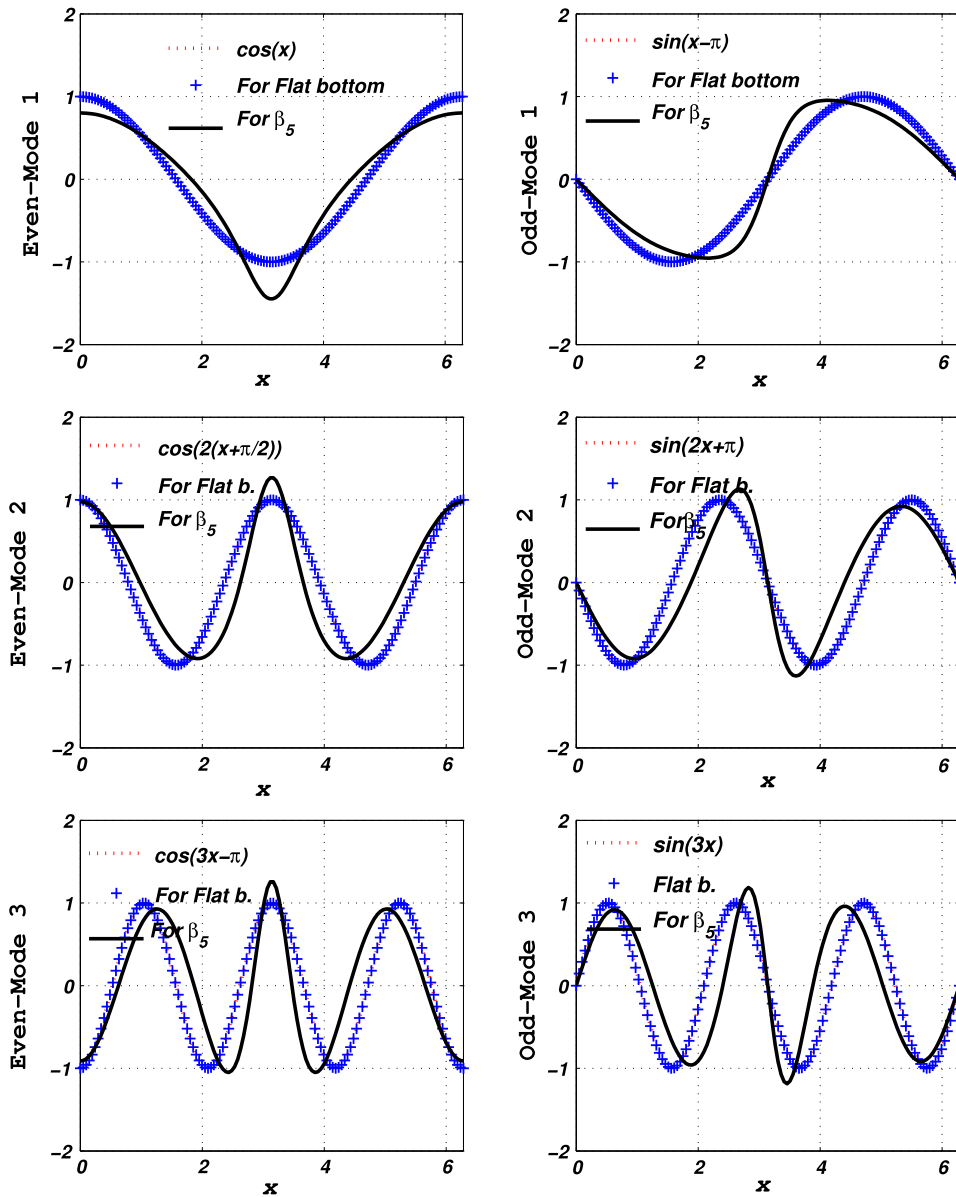 Even-Mode 1
2
1
0
−1
−2
cos(x)
For Flat bottom
For β5
0 2 4 6
x
Odd-Mode 1
2
1
0
−1
−2
sin(x−π)
For Flat bottom
For β5
0 2 4 6
x
Even-Mode 2
2
1
0
−1
−2
cos(2(x+π/2))
For Flat b.
For β5
0 2 4 6
x
Odd-Mode 2
2
1
0
−1
−2
sin(2x+π)
For Flat b.
Forβ5
0 2 4 6
x
Even-Mode 3
2
1
0
−1
−2
cos(3x−π)
For Flat b.
For β5
0 2 4 6
x
Odd-Mode 3
2
1
0
−1
−2
sin(3x)
Flat b.
For β5
0 2 4 6
x